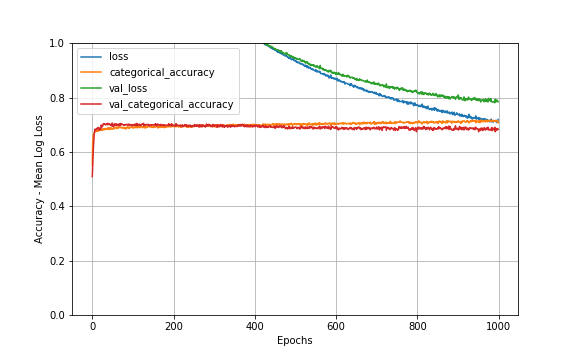 loss
categorical_accuracy
val_loss
val_categorical_accuracy
Accuracy - Mean Log Loss
1.0
0.8
0.6
0.4
0.2
0.0
0 200 400 600 800 1000
Epochs